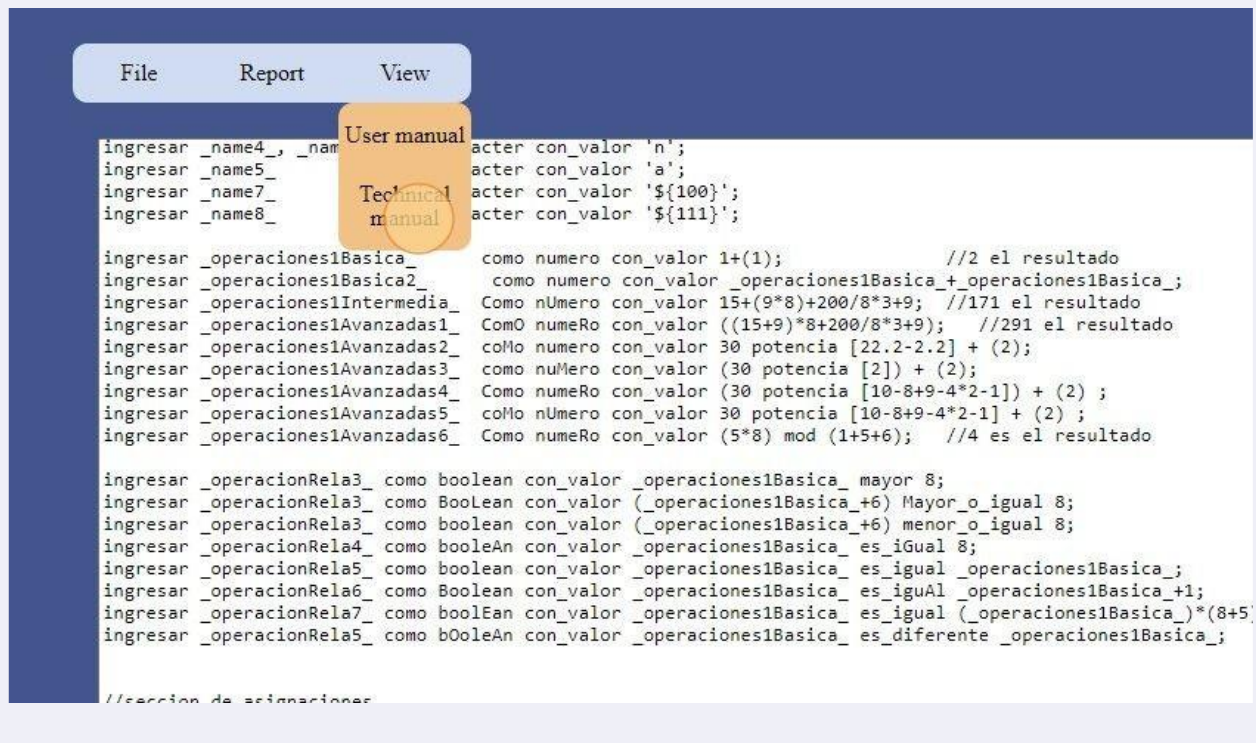 File Report View
User manual
Technical
manual
ingresar _name4_, _nam acter con_valor 'n';
ingresar _name5_ acter con_valor 'a';
ingresar _name7_ acter con_valor '${100}';
ingresar _name8_ acter con_valor '${111}';
ingresar _operaciones1Basica_ como numero con_valor 1+(1); //2 el resultado
ingresar _operaciones1Basica2_ como numero con_valor _operaciones1Basica_+_operaciones1Basica_;
ingresar _operaciones1Intermedia_ Como nUmero con_valor 15+(9*8)+200/8*3+9; //171 el resultado
ingresar _operaciones1Avanzadas1_ ComO numeRo con_valor ((15+9)*8+200/8*3+9); //291 el resultado
ingresar _operaciones1Avanzadas2_ coMo numero con_valor 30 potencia [22.2-2.2] + (2);
ingresar _operaciones1Avanzadas3_ como nuMero con_valor (30 potencia [2]) + (2);
ingresar _operaciones1Avanzadas4_ Como numeRo con_valor (30 potencia [10-8+9-4*2-1]) + (2) ;
ingresar _operaciones1Avanzadas5_ coMo nUmero con_valor 30 potencia [10-8+9-4*2-1] + (2) ;
ingresar _operaciones1Avanzadas6_ Como numeRo con_valor (5*8) mod (1+5+6); //4 es el resultado
ingresar _operacionRela3_ como boolean con_valor _operaciones1Basica_ mayor 8;
ingresar _operacionRela3_ como BooLean con_valor (_operaciones1Basica_+6) Mayor_o_igual 8;
ingresar _operacionRela3_ como boolean con_valor (_operaciones1Basica_+6) menor_o_igual 8;
ingresar _operacionRela4_ como booleAn con_valor _operaciones1Basica_ es_iGual 8;
ingresar _operacionRela5_ como boolean con_valor _operaciones1Basica_ es_igual _operaciones1Basica_;
ingresar _operacionRela6_ como Boolean con_valor _operaciones1Basica_ es_iguAl _operaciones1Basica_+1;
ingresar _operacionRela7_ como boolEan con_valor _operaciones1Basica_ es_igual (_operaciones1Basica_)*(8+5)
ingresar _operacionRela5_ como bOoleAn con_valor _operaciones1Basica_ es_diferente _operaciones1Basica_;
//seccion de asignaciones